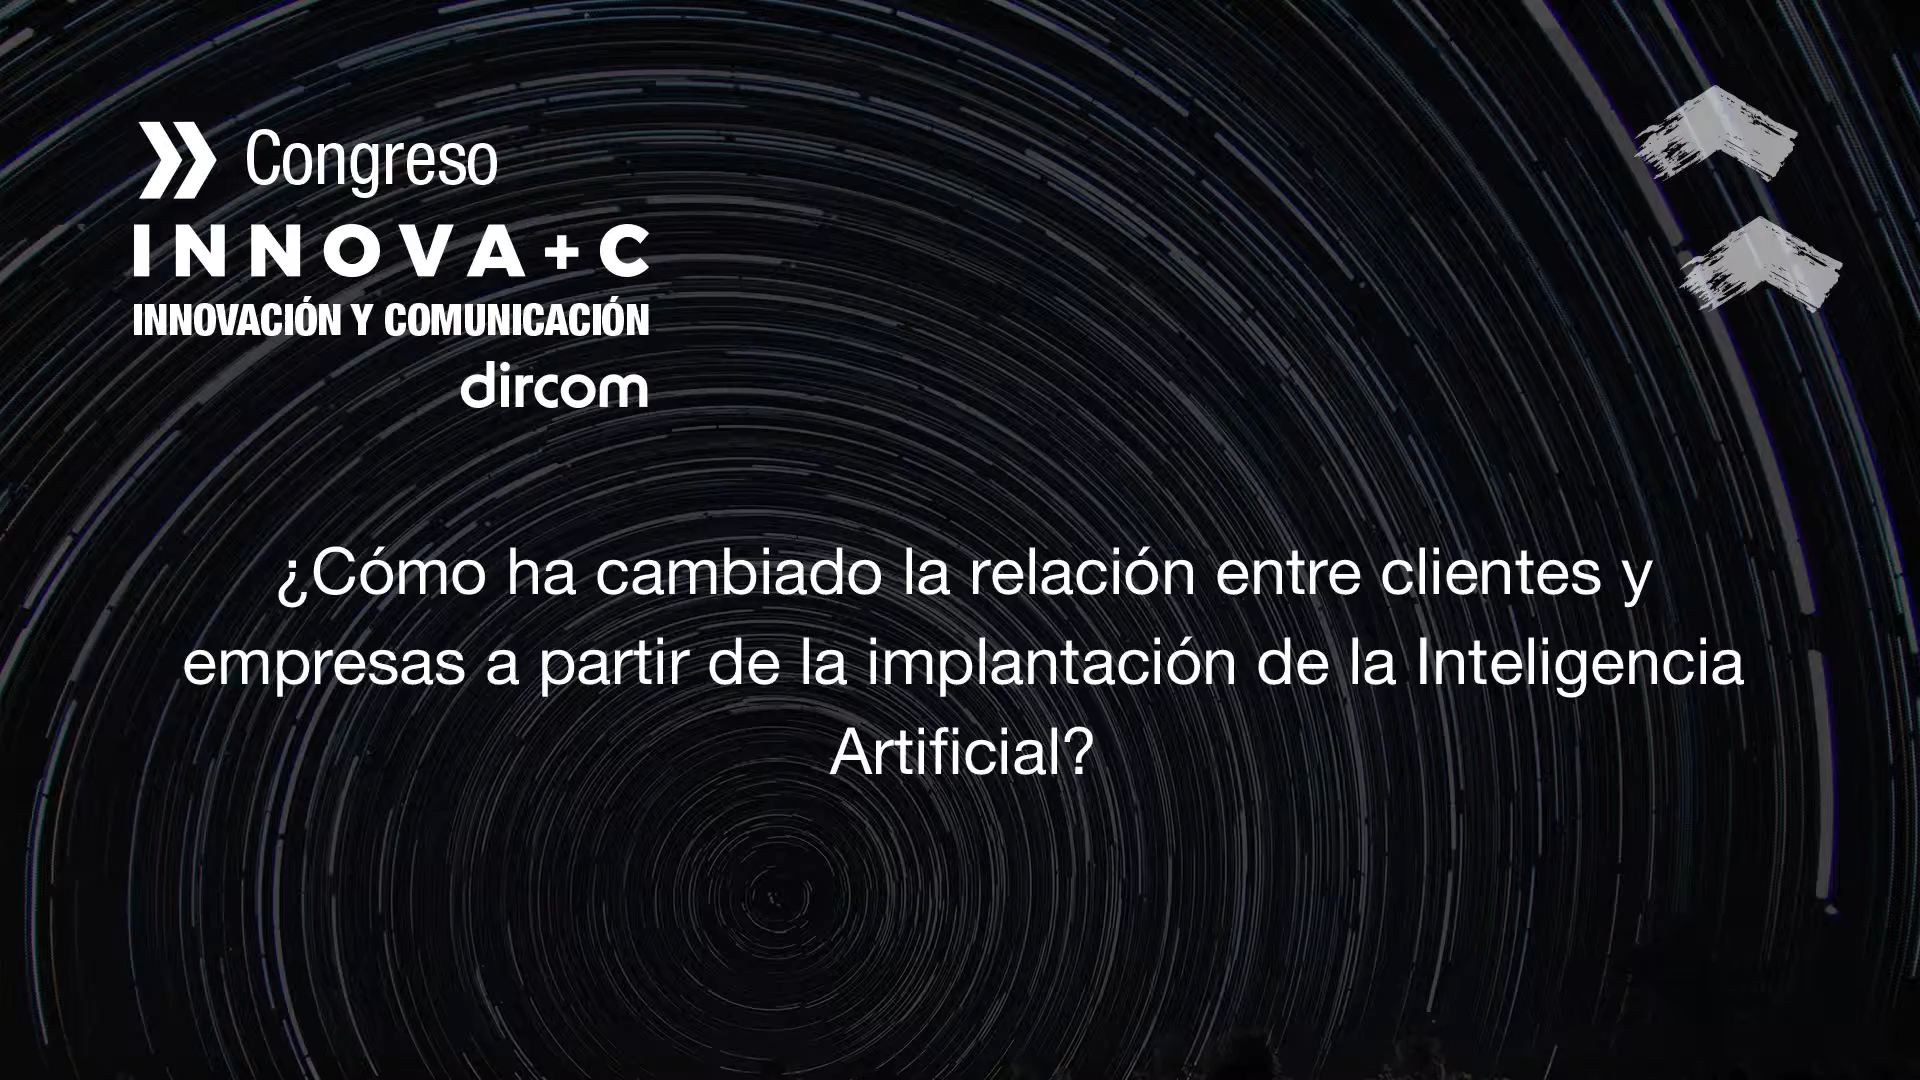 Congreso
INNOVA+C
INNOVACIÓN Y COMUNICACIÓN
dircom
¿Cómo ha cambiado la relación entre clientes y
empresas a partir de la implantación de la Inteligencia
Artificial?